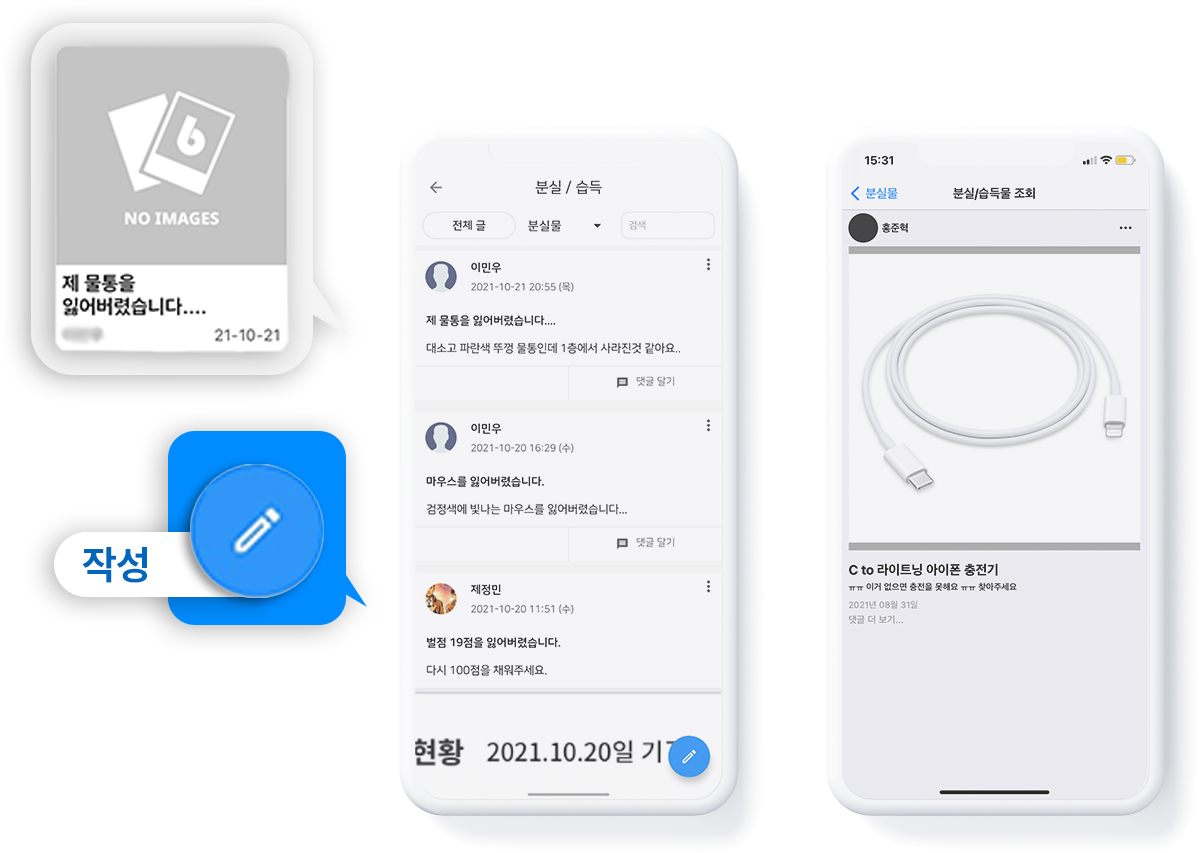 NO IMAGES
제 물통을
잃어버렸습니다....
21-10-21
작성
분실 / 습득
전체 글
분실물
검색
이민우
2021-10-21 20:55 (목)
제 물통을 잃어버렸습니다....
대소고 파란색 뚜껑 물통인데 1층에서 사라진것 같아요..
댓글 달기
이민우
2021-10-20 16:29 (수)
마우스를 잃어버렸습니다.
검정색에 빛나는 마우스를 잃어버렸습니다...
댓글 달기
제정민
2021-10-20 11:51 (수)
벌점 19점을 잃어버렸습니다.
다시 100점을 채워주세요.
현황 2021.10.20일 기
15:31
분실물
분실/습득물 조회
홍준혁
C to 라이트닝 아이폰 충전기
ㅠㅠ 이거 없으면 충전을 못해요 ㅠㅠ 찾아주세요
2021년 08월 31일
댓글 더 보기...